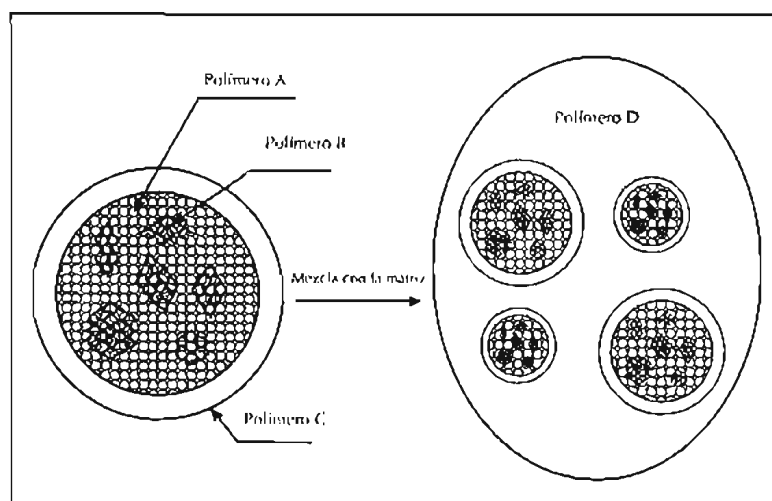 Polímero A
Polímero B
Polímero C
Mezcla con la matriz
Polímero D